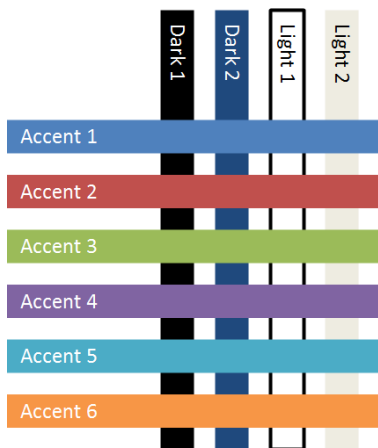 Dark 1
Dark 2
Light 1
Light 2
Accent 1
Accent 2
Accent 3
Accent 4
Accent 5
Accent 6